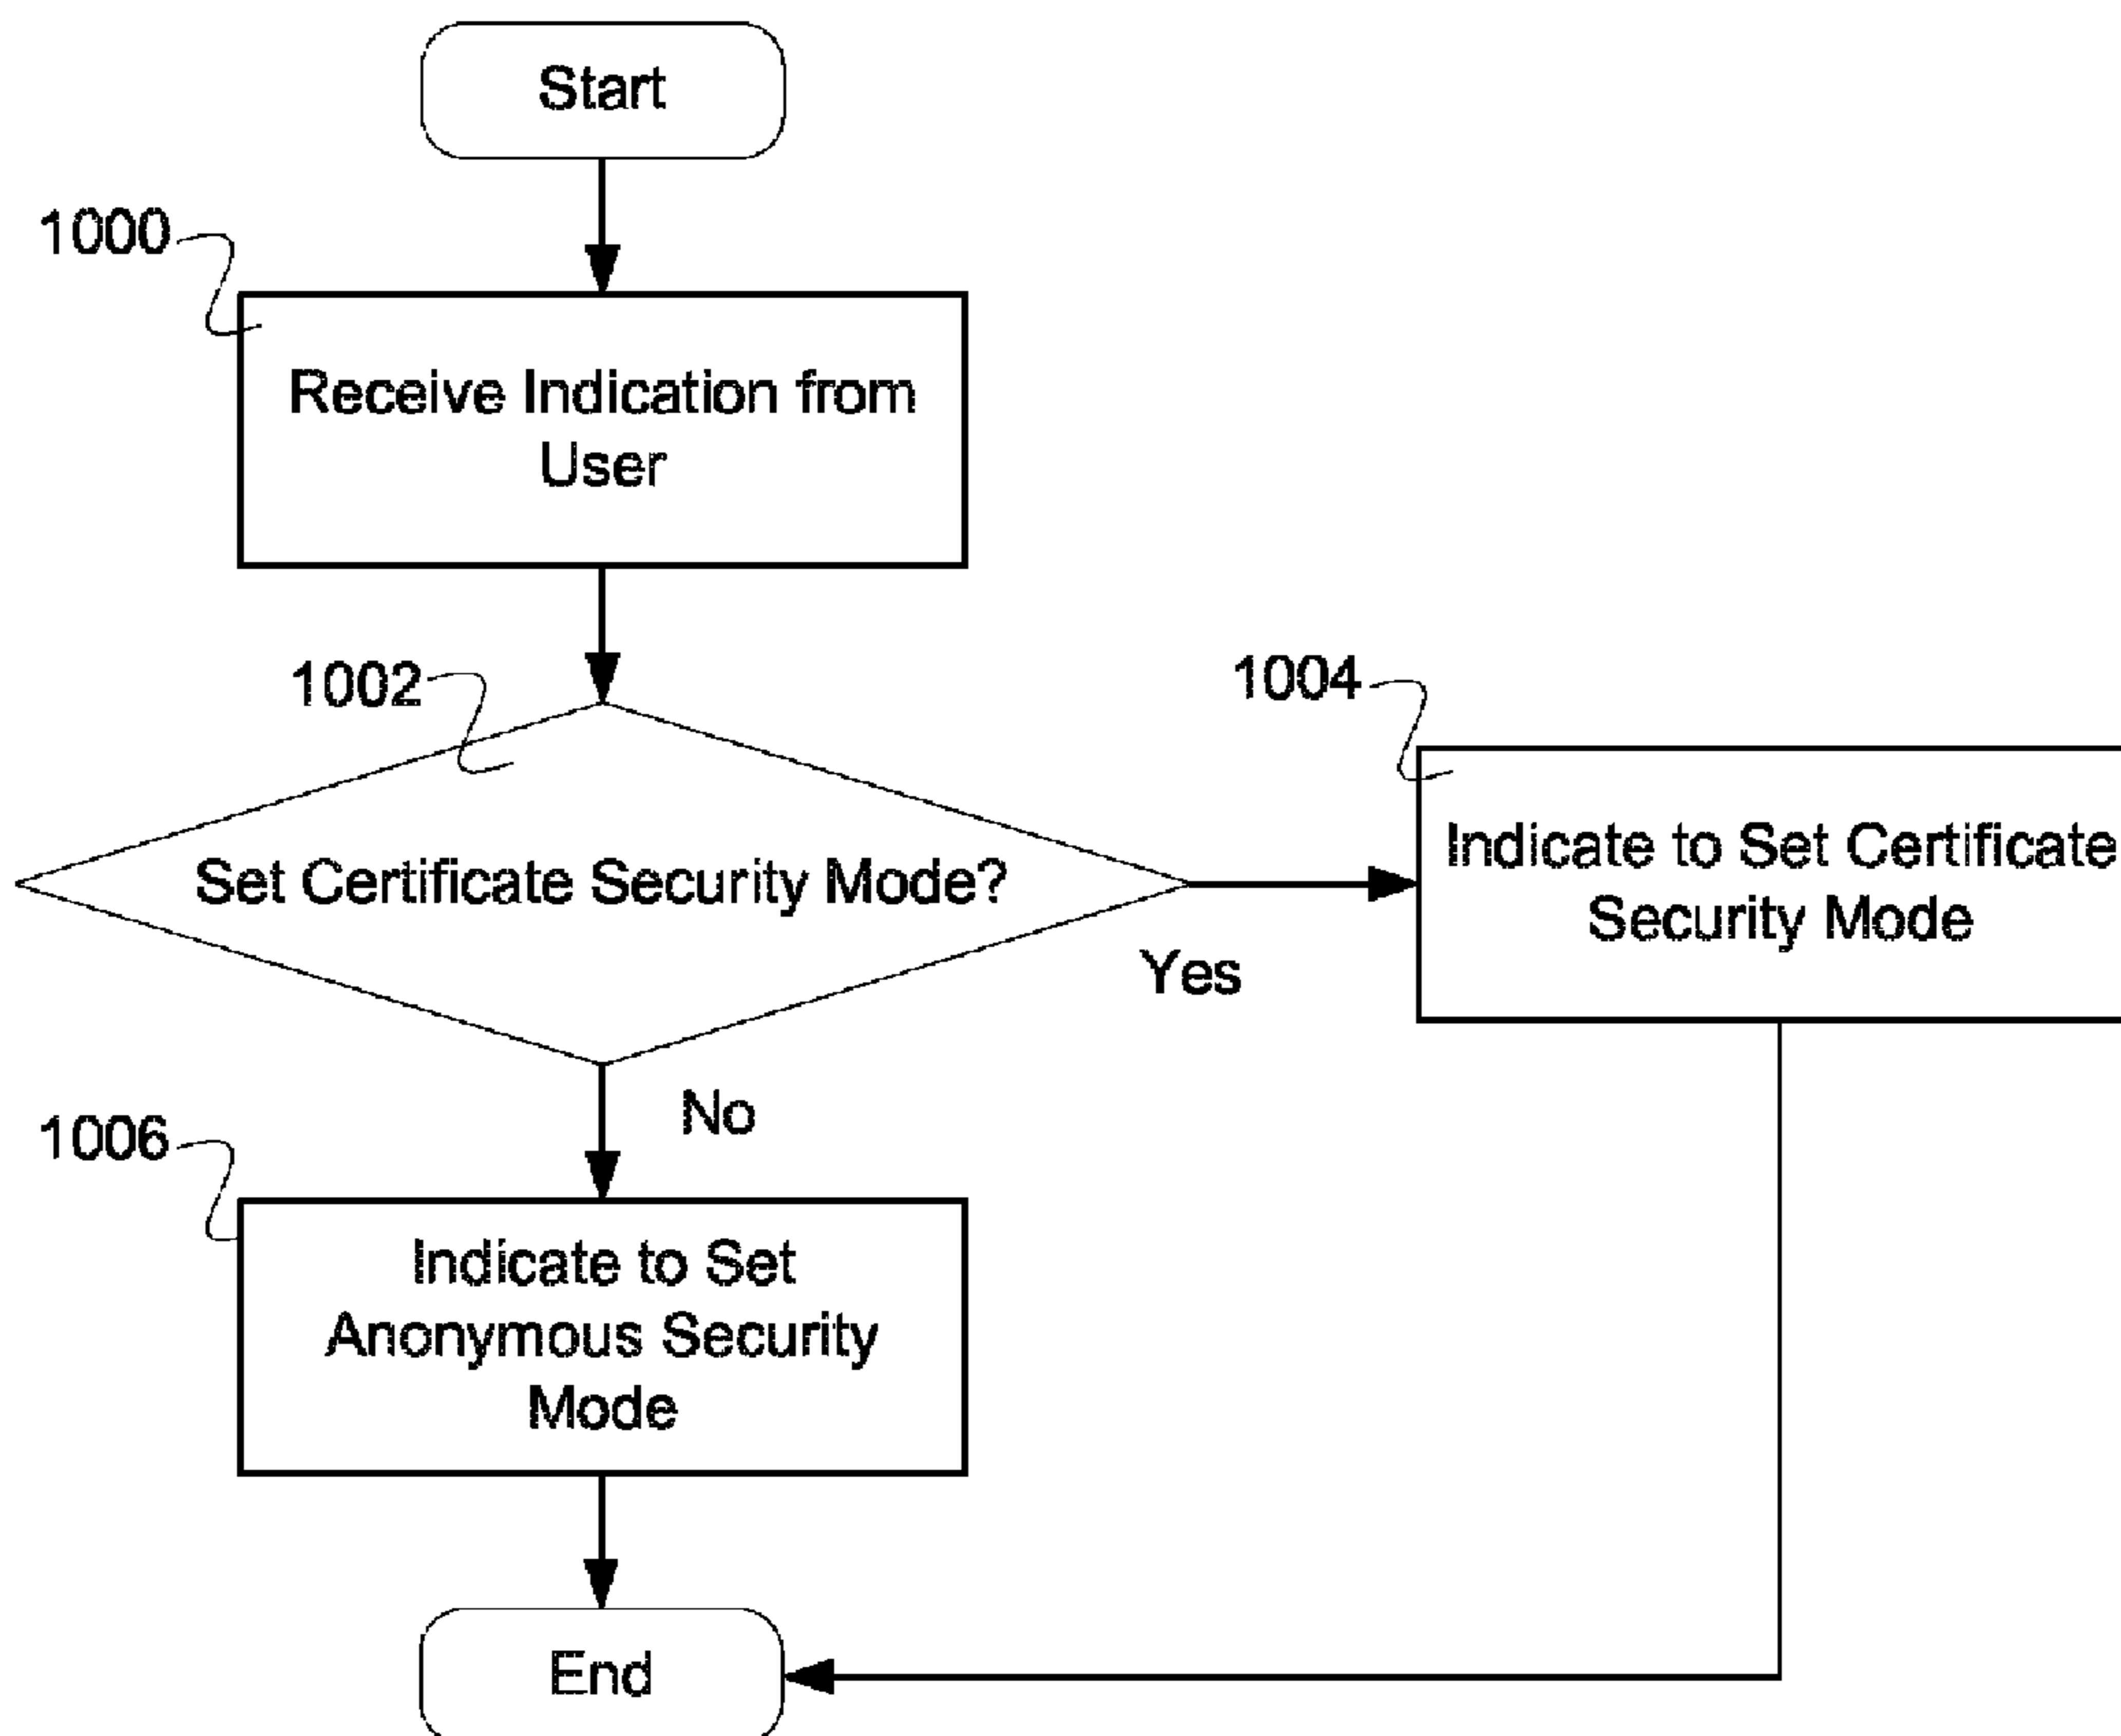 Start
1000
Receive Indication from
User
1002
1004
Set Certificate Security Mode?
Indicate to Set Certificate
Security Mode
Yes
No
1006
Indicate to Set
Anonymous Security
Mode
End